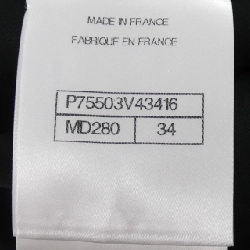 MADE IN FRANCE
FABRIQUE EN FRANCE
P75503V43416
MD280 34